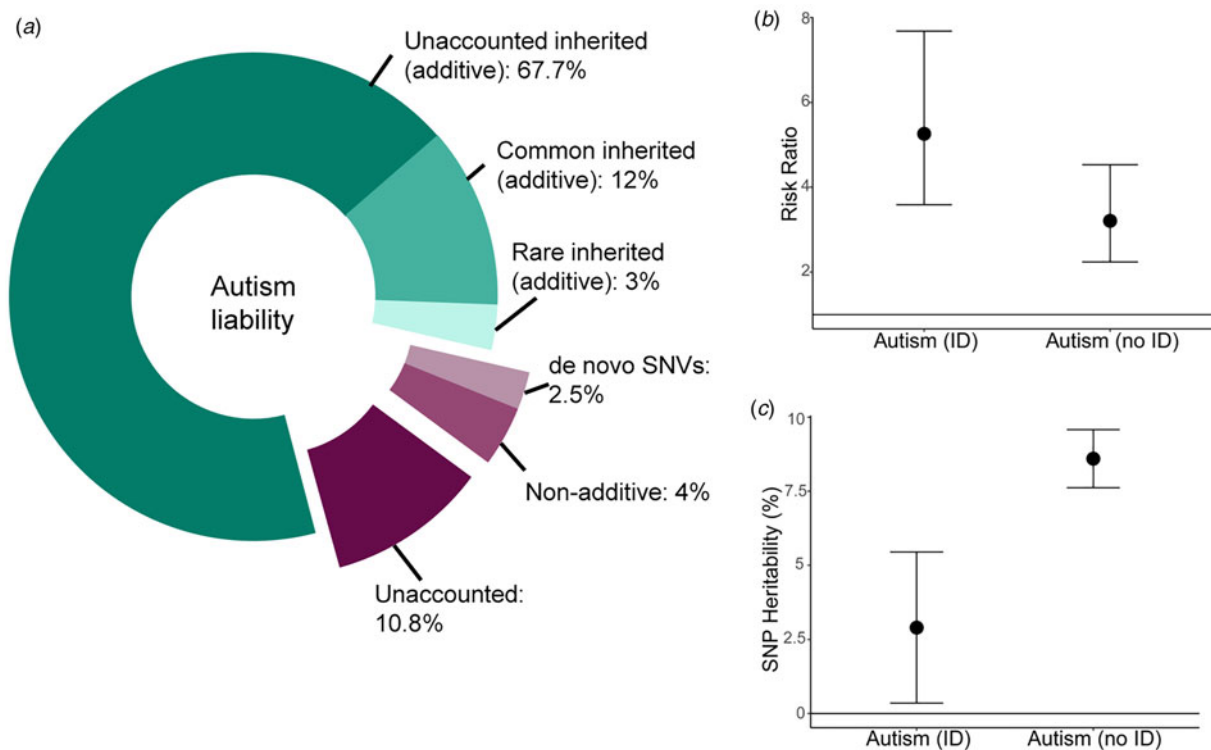 (a)
Unaccounted inherited
(additive): 67.7%
Common inherited
(additive): 12%
Rare inherited
(additive): 3%
Autism
liability
de novo SNVs:
2.5%
Non-additive: 4%
Unaccounted:
10.8%
(b)
Risk Ratio
8
6
4
2
Autism (ID)
Autism (no ID)
(c)
SNP Heritability (%)
10
7.5
5
2.5
0
Autism (ID)
Autism (no ID)